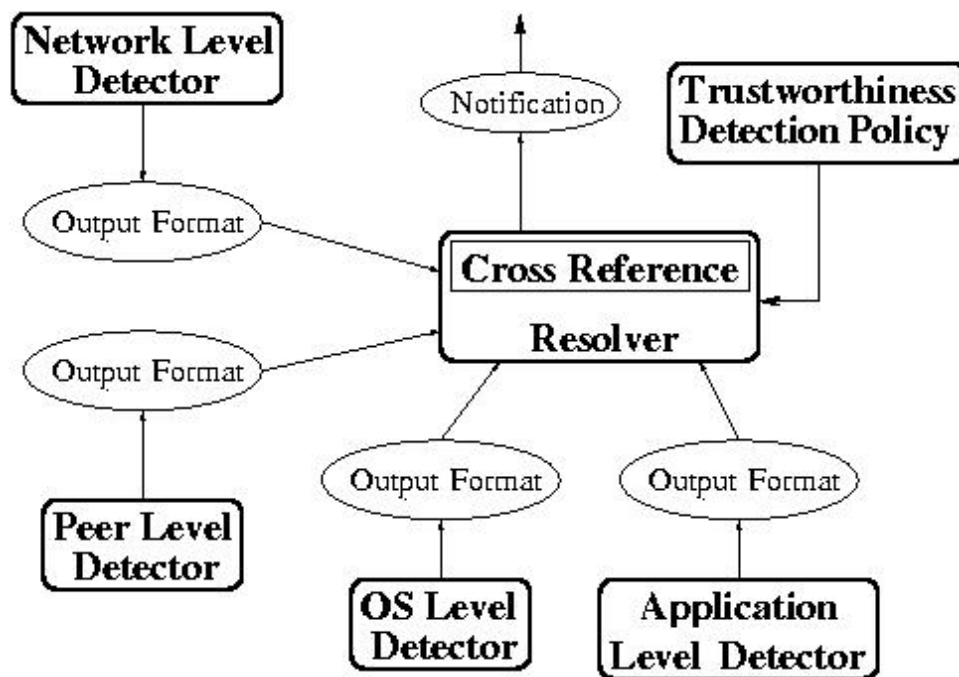 Network Level
Detector
Notification
Trustworthiness
Detection Policy
Output Format
Cross Reference
Resolver
Output Format
Output Format
Output Format
Peer Level
Detector
OS Level
Detector
Application
Level Detector